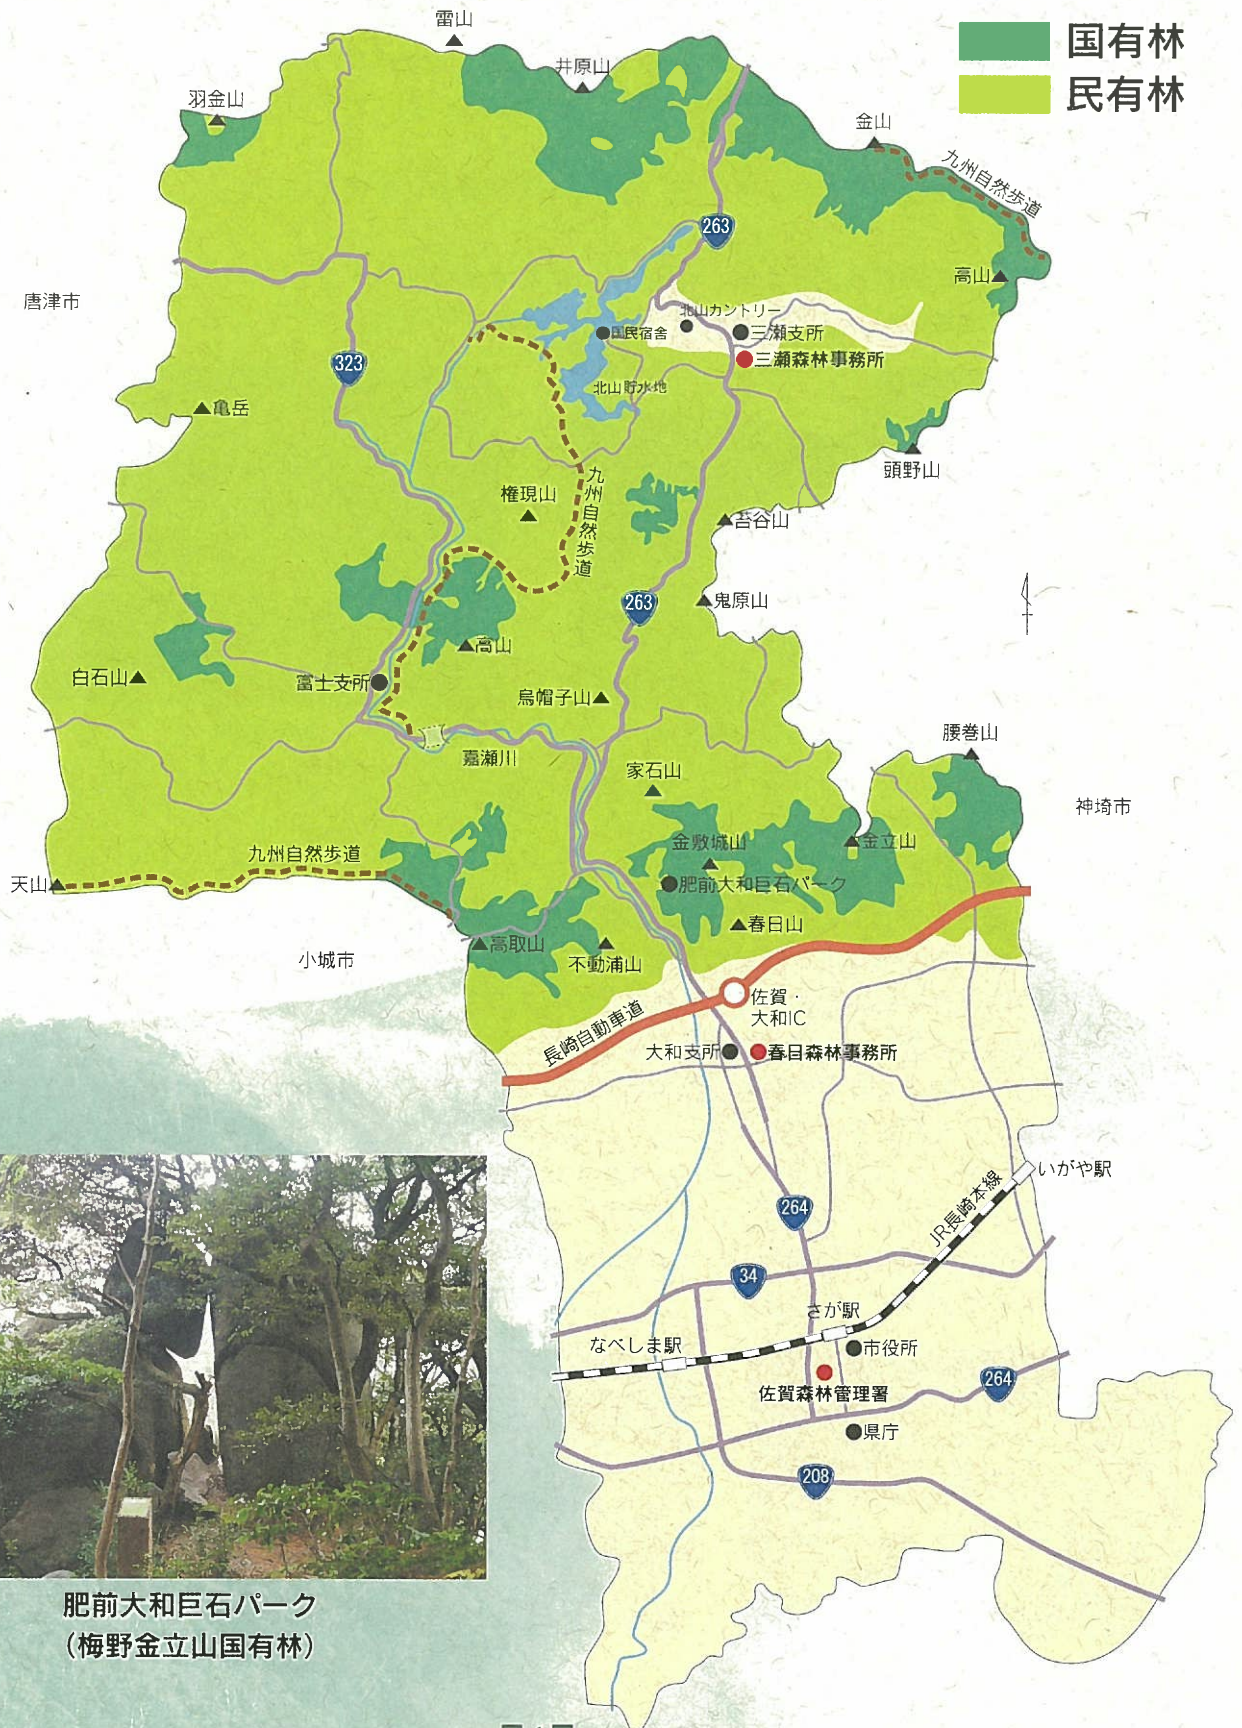 雷山
国有林
井原山
民有林
羽金山
金山
九州自然歩道
263
高山
唐津市
北山カントリー
国民宿舎
三瀬支所
三瀬森林事務所
323
北山貯水地
亀岳
頭野山
九州自然歩道
権現山
苔谷山
263
鬼原山
高山
白石山
富士支所
烏帽子山
腰巻山
嘉瀬川
家石山
神埼市
金敷城山
金立山
九州自然歩道
天山
肥前大和巨石パーク
春日山
高取山
小城市
不動浦山
佐賀・
大和IC
長崎自動車道
大和支所
春日森林事務所
いがや駅
JR長崎本線
264
34
さが駅
なべしま駅
市役所
264
佐賀森林管理署
県庁
208
肥前大和巨石パーク
（梅野金立山国有林）